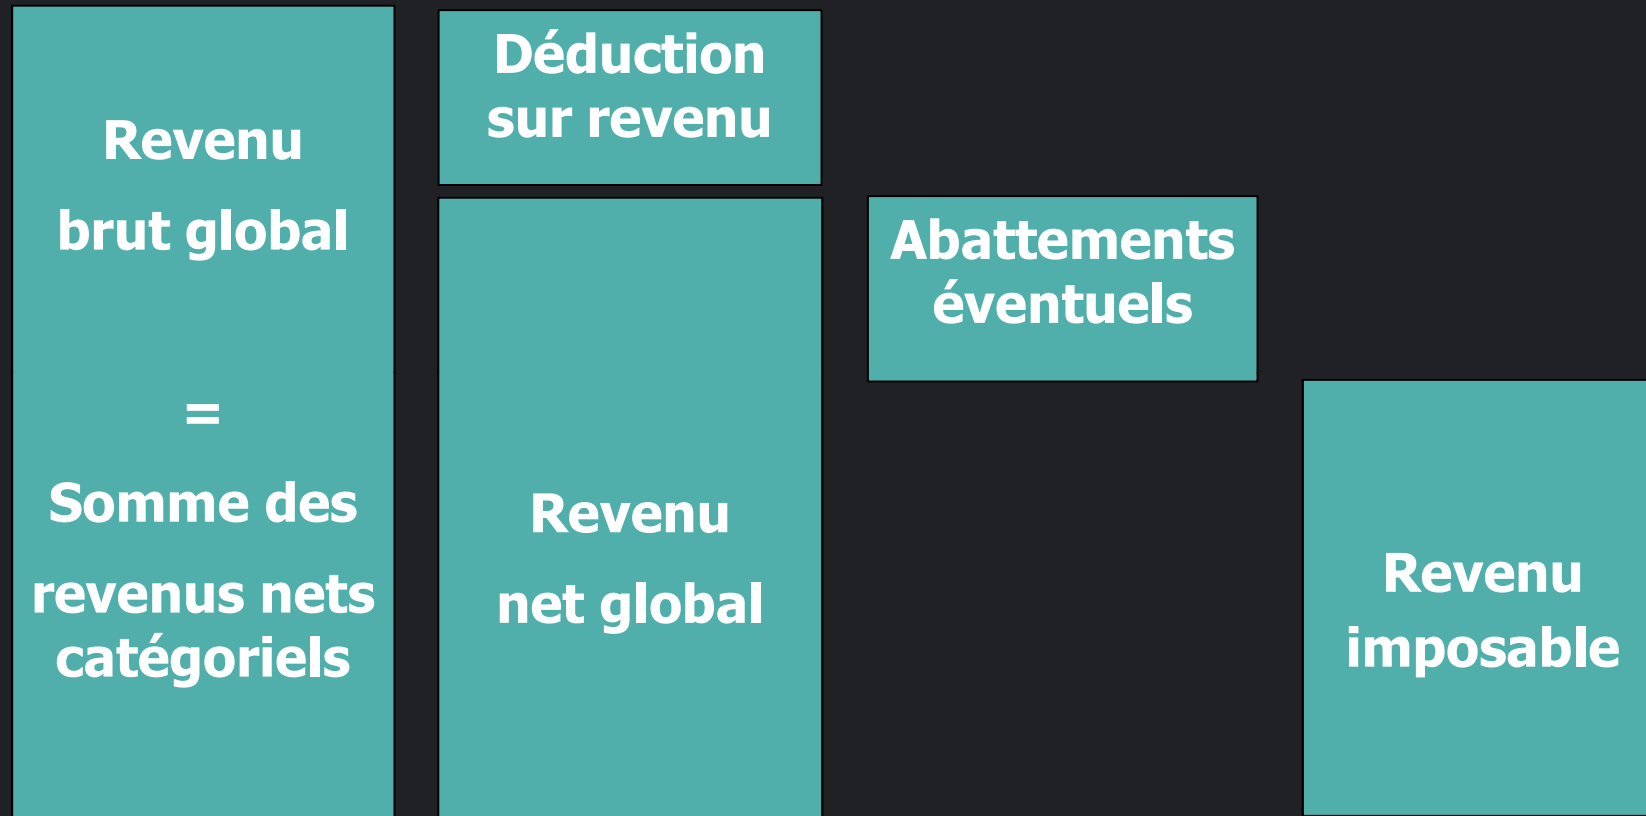 Revenu
brut global
=
Somme des
revenus nets
catégoriels
Déduction
sur revenu
Revenu
net global
Abattements
éventuels
Revenu
imposable